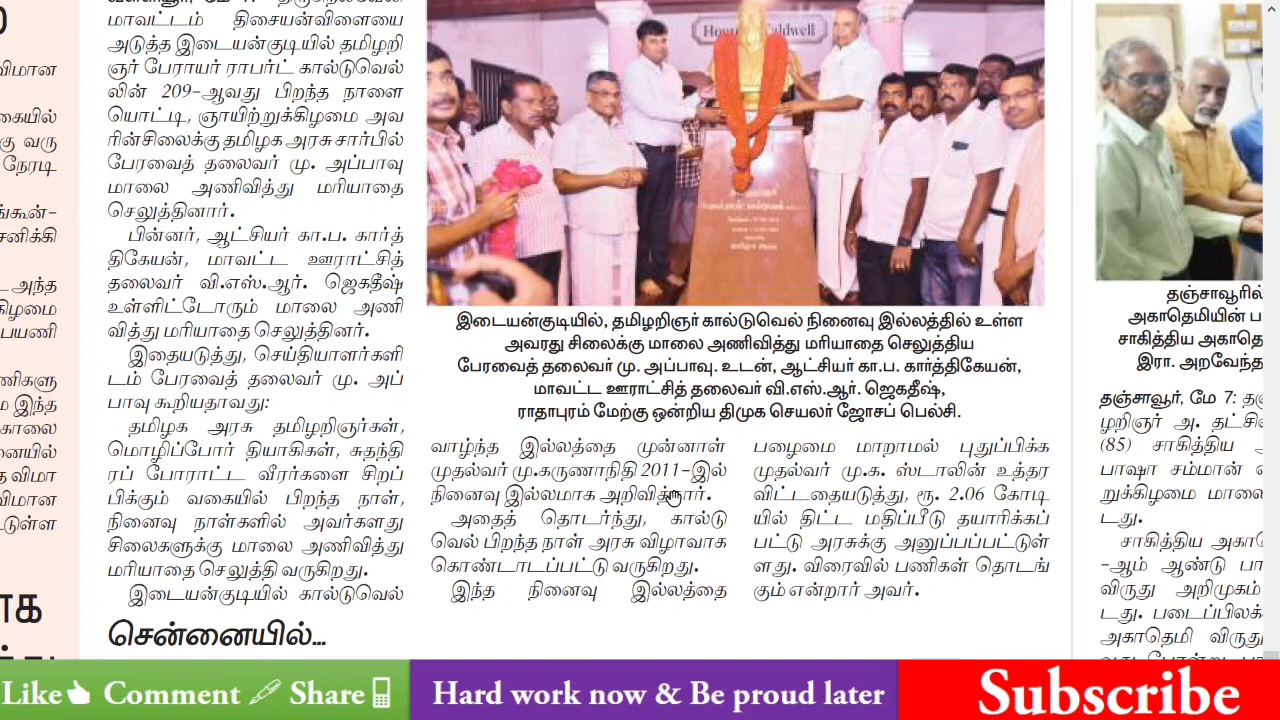 மாவட்டம் திசையன்விளையை
அடுத்த இடையன்குடியில் தமிழறி
ஞர் பேராயர் ராபர்ட் கால்டுவெல்
லின் 209-ஆவது பிறந்த நாளை
யொட்டி, ஞாயிற்றுக்கிழமை அவ
ரின்சிலைக்கு தமிழக அரசு சார்பில்
பேரவைத் தலைவர் மு. அப்பாவு
மாலை அணிவித்து மரியாதை
செலுத்தினார்.
பின்னர், ஆட்சியர் கா.ப. கார்த்
திகேயன், மாவட்ட ஊராட்சித்
தலைவர் வி.எஸ்.ஆர். ஜெகதீஷ்
உள்ளிட்டோரும் மாலை அணி
வித்து மரியாதை செலுத்தினர்.
இதையடுத்து, செய்தியாளர்களி
டம் பேரவைத் தலைவர் மு. அப்
பாவு கூறியதாவது:
தமிழக அரசு தமிழறிஞர்கள்,
மொழிப்போர் தியாகிகள், சுதந்தி
ரப் போராட்ட வீரர்களை சிறப்
பிக்கும் வகையில் பிறந்த நாள்,
நினைவு நாள்களில் அவர்களது
சிலைகளுக்கு மாலை அணிவித்து
மரியாதை செலுத்தி வருகிறது.
இடையன்குடியில் கால்டுவெல்
இடையன்குடியில், தமிழறிஞர் கால்டுவெல் நினைவு இல்லத்தில் உள்ள
அவரது சிலைக்கு மாலை அணிவித்து மரியாதை செலுத்திய
பேரவைத் தலைவர் மு. அப்பாவு. உடன், ஆட்சியர் கா.ப. கார்த்திகேயன்,
மாவட்ட ஊராட்சித் தலைவர் வி.எஸ்.ஆர். ஜெகதீஷ்,
ராதாபுரம் மேற்கு ஒன்றிய திமுக செயலர் ஜோசப் பெல்சி.
வாழ்ந்த இல்லத்தை முன்னாள்
முதல்வர் மு.கருணாநிதி 2011-இல்
நினைவு இல்லமாக அறிவித்தார்.
அதைத் தொடர்ந்து, கால்டு
வெல் பிறந்த நாள் அரசு விழாவாக
கொண்டாடப்பட்டு வருகிறது.
இந்த நினைவு இல்லத்தை
பழைமை மாறாமல் புதுப்பிக்க
முதல்வர் மு.க. ஸ்டாலின் உத்தர
விட்டதையடுத்து, ரூ. 2.06 கோடி
யில் திட்ட மதிப்பீடு தயாரிக்கப்
பட்டு அரசுக்கு அனுப்பப்பட்டுள்
ளது. விரைவில் பணிகள் தொடங்
கும் என்றார் அவர்.
சென்னையில்...
தஞ்சாவூரில்
அகாதெமியின்
சாகித்திய
இரா. அறவேந்த
தஞ்சாவூர், மே 7:
ழறிஞர் அ. தட்சி
(85) சாகித்திய
பாஷா சம்மான்
றுக்கிழமை மாலை
டது.
சாகித்திய அகா
-ஆம் ஆண்டு
விருது அறிமுகம்
டது. படைப்பிலக்
அகாதெமி விருது
Like Comment Share
Hard work now & Be proud later
Subscribe